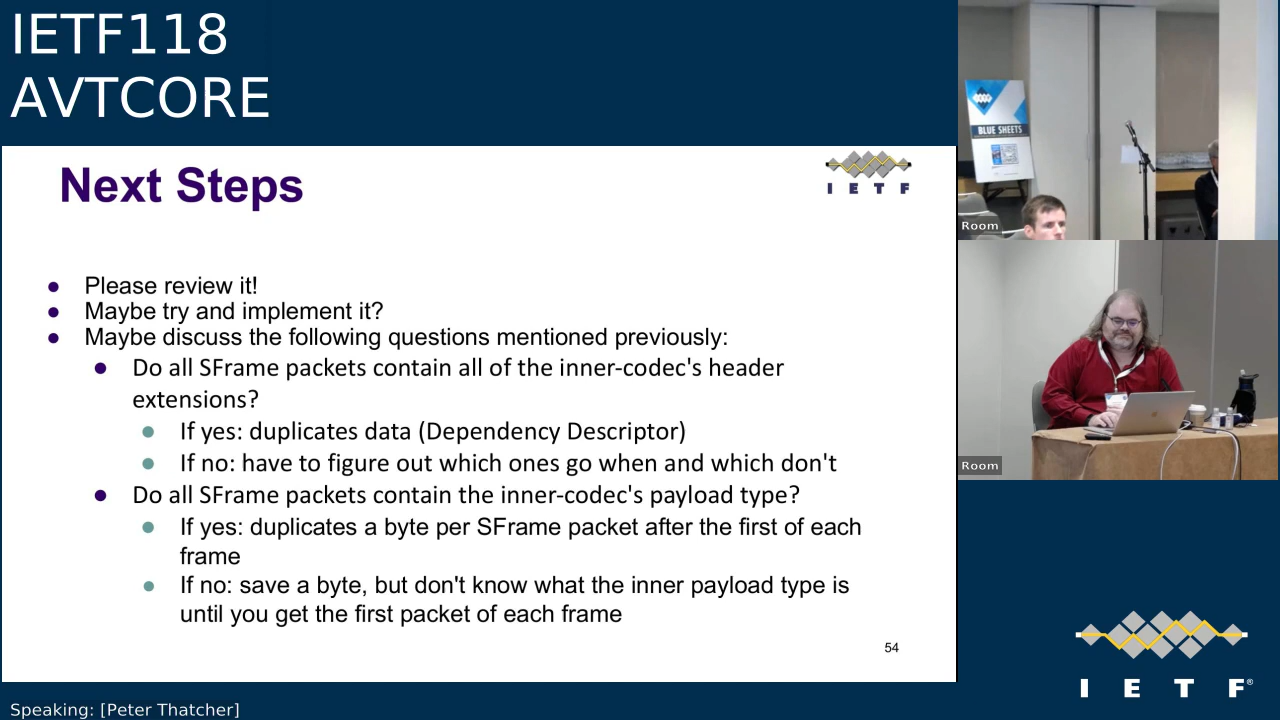 IETF118
AVTCORE
Next Steps
I E T F
● Please review it!
● Maybe try and implement it?
● Maybe discuss the following questions mentioned previously:
● Do all SFrame packets contain all of the inner-codec's header
extensions?
● If yes: duplicates data (Dependency Descriptor)
● If no: have to figure out which ones go when and which don't
● Do all SFrame packets contain the inner-codec's payload type?
● If yes: duplicates a byte per SFrame packet after the first of each
frame
● If no: save a byte, but don't know what the inner payload type is
until you get the first packet of each frame
54
BLUE SHEETS
Room
Room
I E T F®
Speaking: [Peter Thatcher]